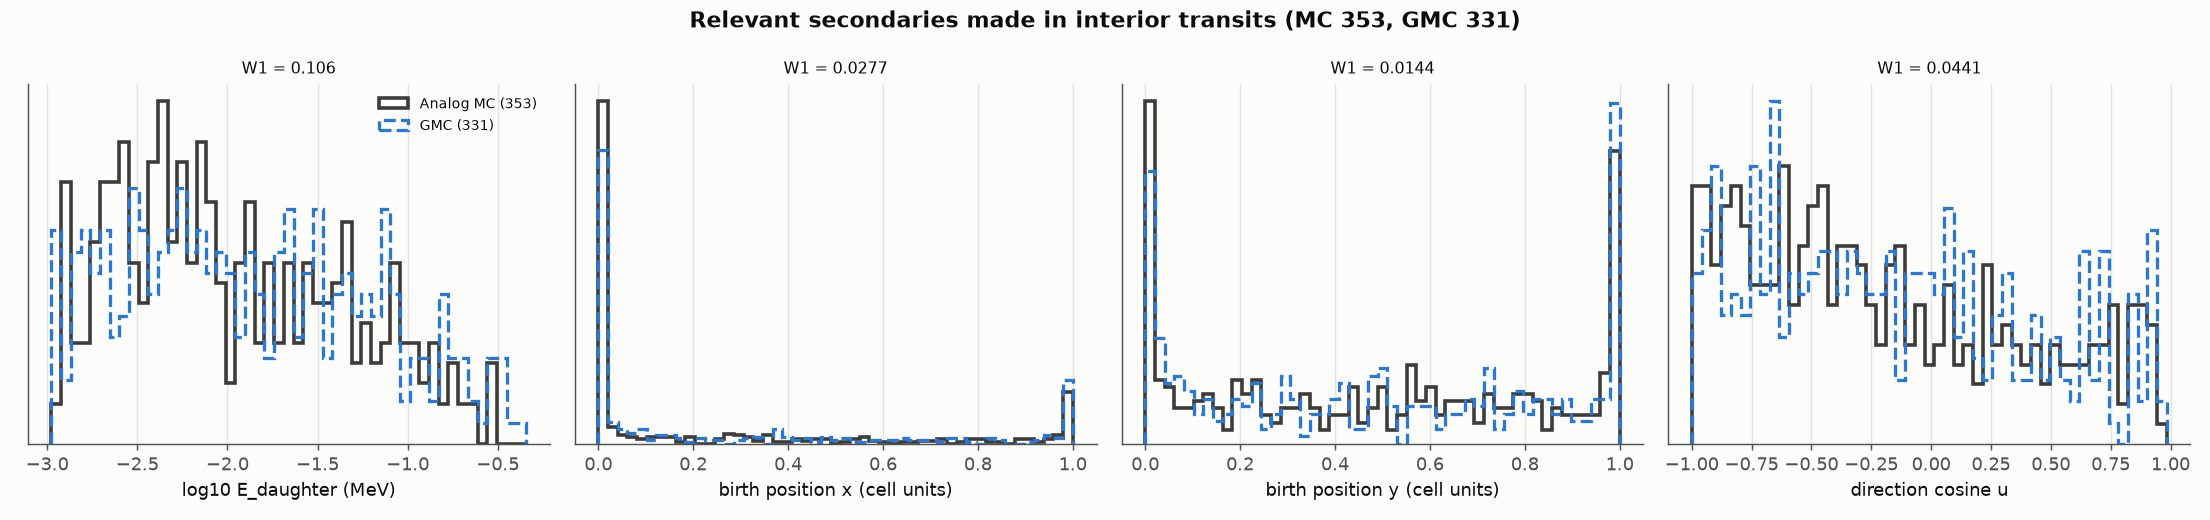 Relevant secondaries made in interior transits (MC 353, GMC 331)
W1 = 0.106
W1 = 0.0277
W1 = 0.0144
W1 = 0.0441
Analog MC (353)
GMC (331)
−3.0 −2.5 −2.0 −1.5 −1.0 −0.5
0.0 0.2 0.4 0.6 0.8 1.0
0.0 0.2 0.4 0.6 0.8 1.0
−1.00 −0.75 −0.50 −0.25 0.00 0.25 0.50 0.75 1.00
log10 E_daughter (MeV)
birth position x (cell units)
birth position y (cell units)
direction cosine u